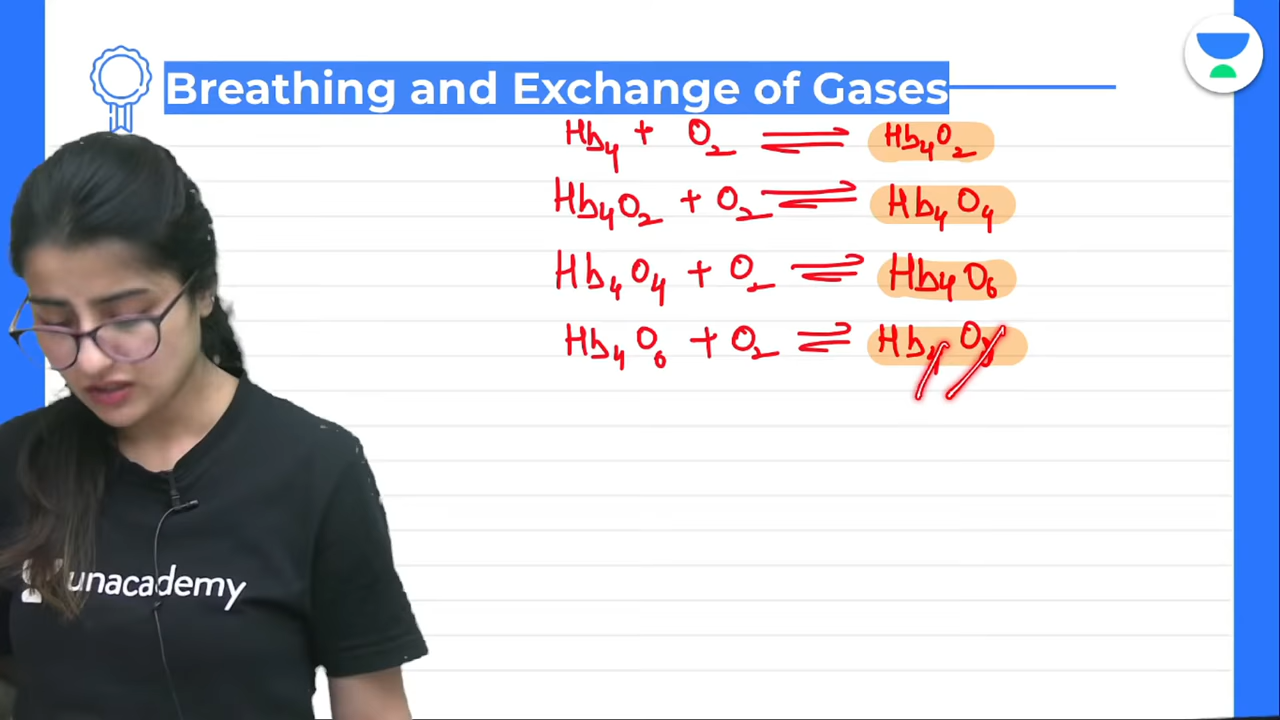 Breathing and Exchange of Gases
Hb₄ + O₂ ⇌ Hb₄O₂
Hb₄O₂ + O₂ ⇌ Hb₄O₄
Hb₄O₄ + O₂ ⇌ Hb₄O₆
Hb₄O₆ + O₂ ⇌ Hb₄O₈
unacademy